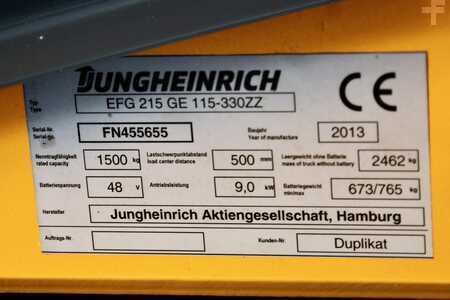 JUNGHEINRICH
Typ
Type EFG 215 GE 115-330ZZ
CE
Serial-Nr.
Serial-Nr. FN455655 Baujahr
Year of manufacture 2013
Nenntragfähigkeit
rated capacity 1500 kg Lastschwerpunktabstand
load center distance 500 mm Leergewicht ohne Batterie
mass of truck without battery 2462 kg
Batteriespannung 48 V Antriebsleistung 9,0 kW Batteriegewicht
min/max 673/765 kg
Hersteller Jungheinrich Aktiengesellschaft, Hamburg
Auftrags-Nr. Kunden-Nr. Duplikat